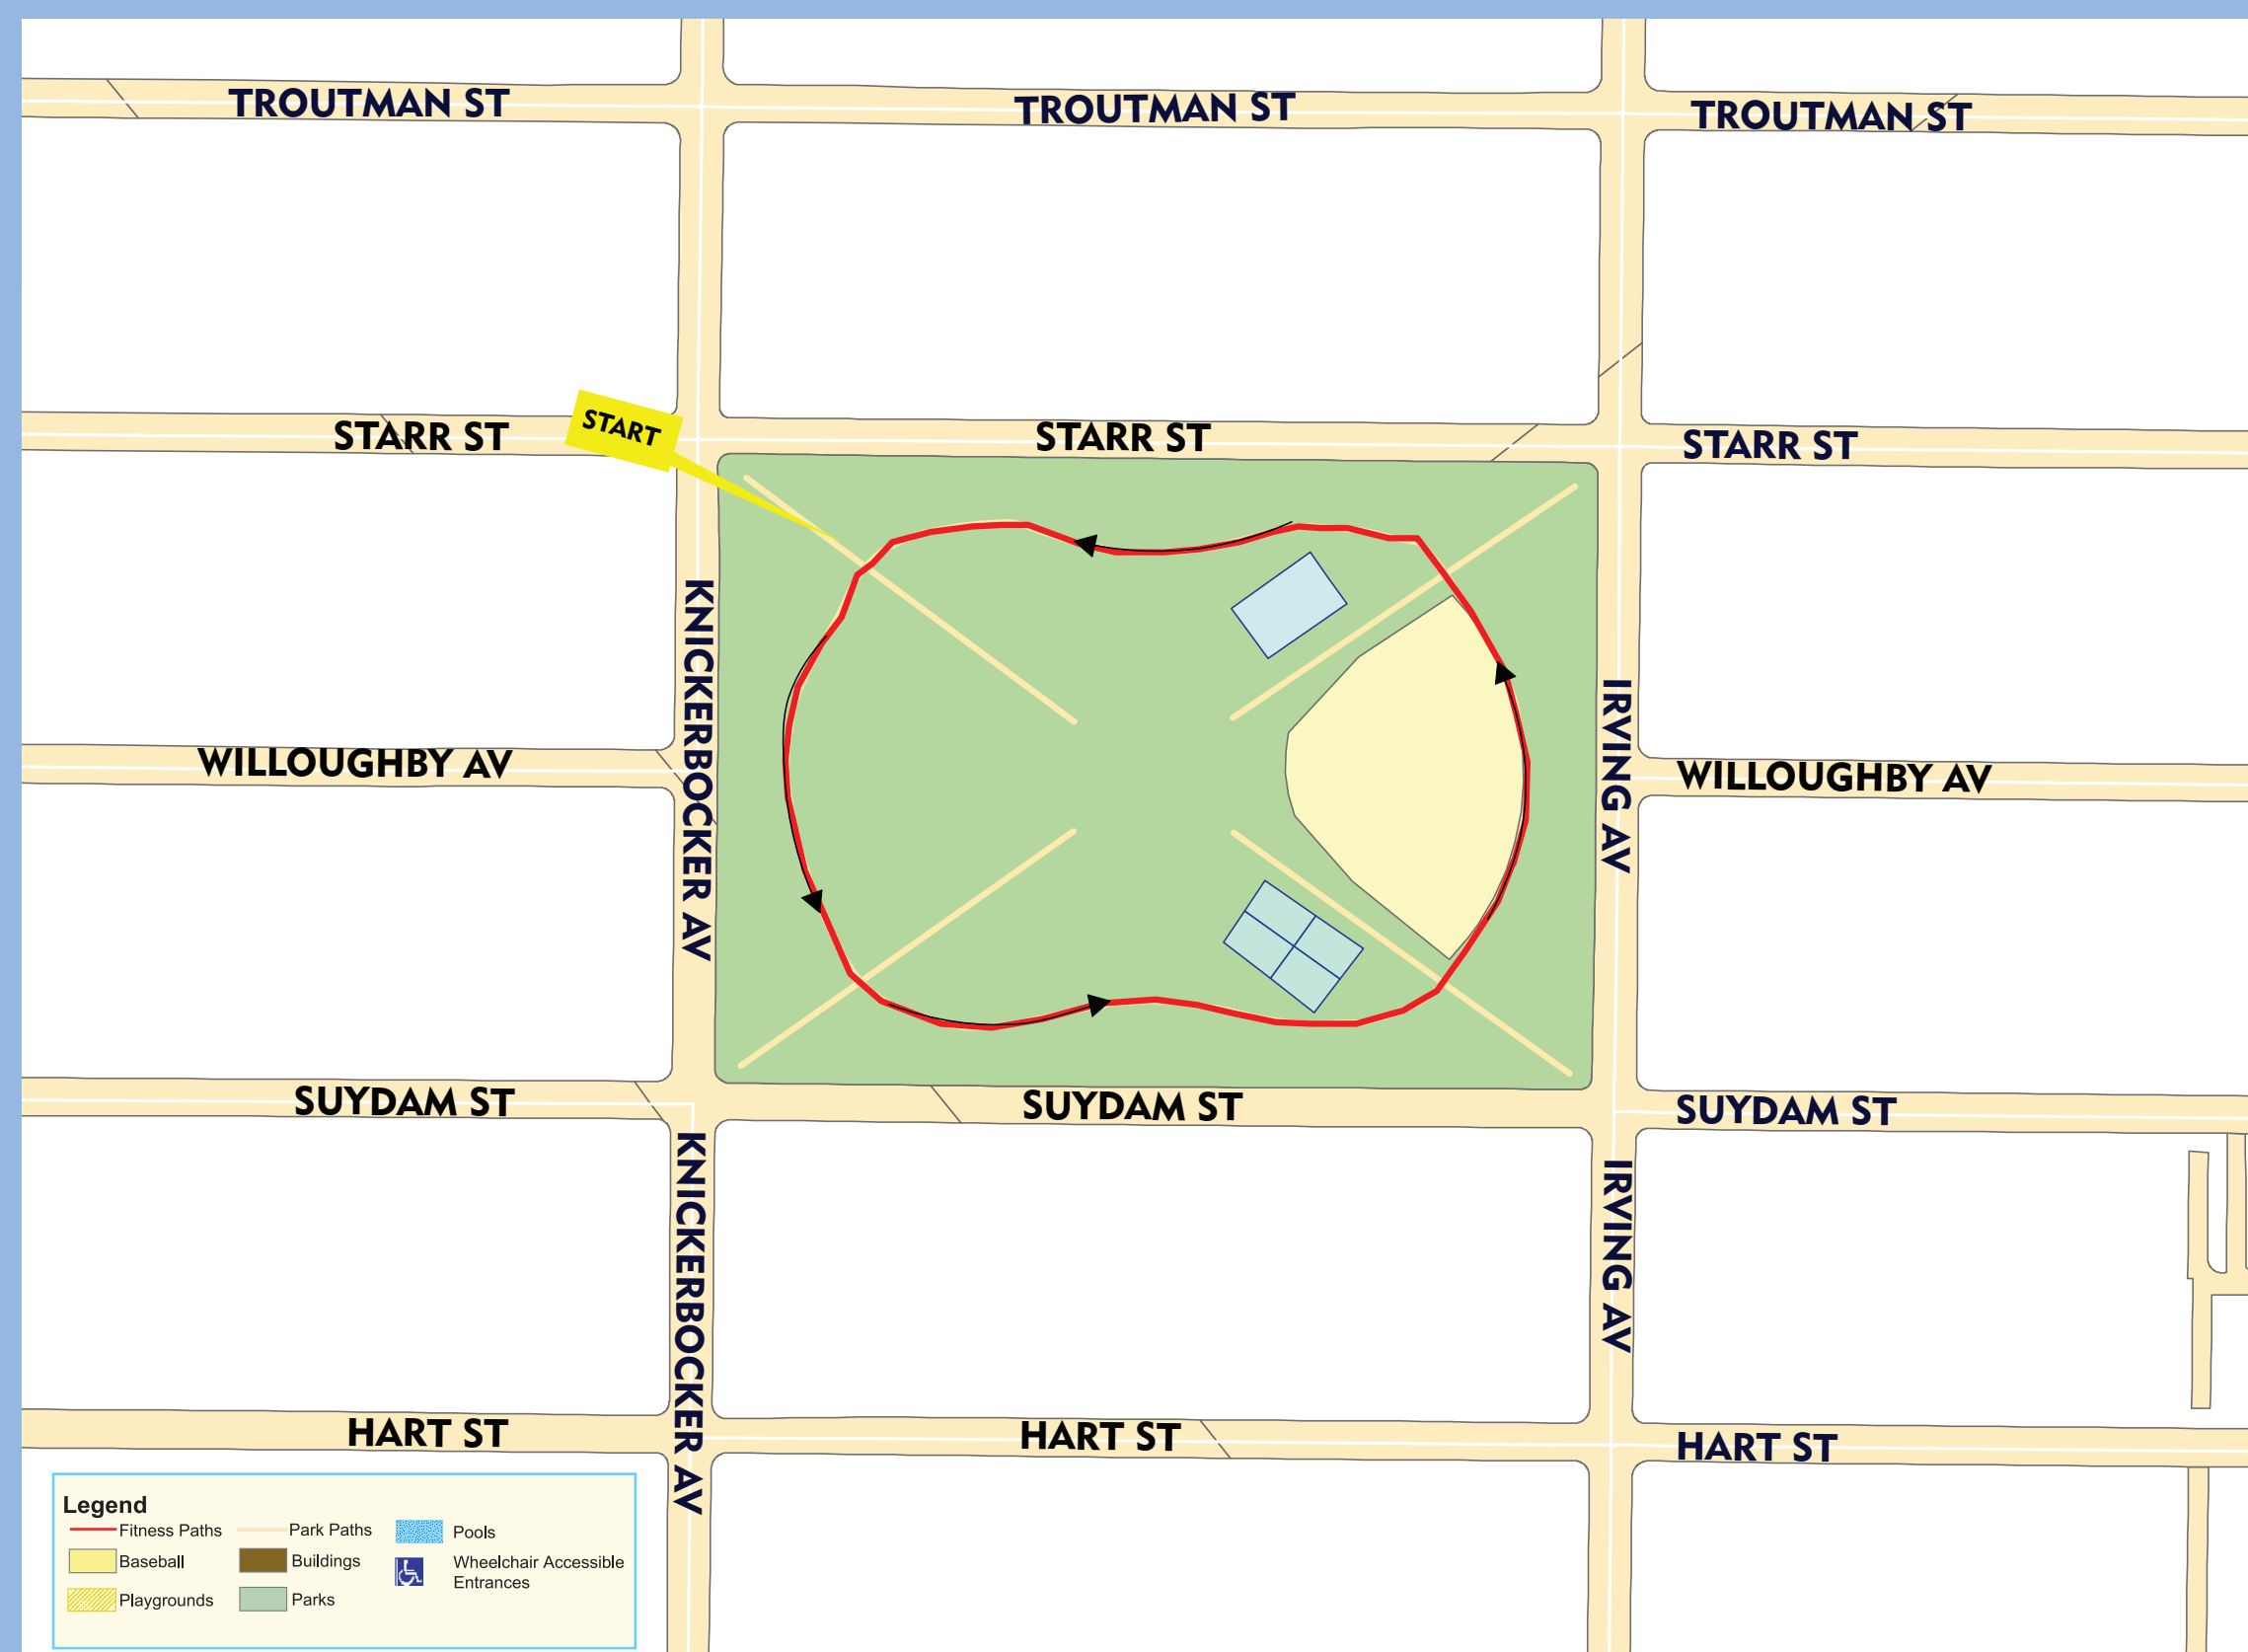 TROUTMAN ST
TROUTMAN ST
TROUTMAN ST
START
STARR ST
STARR ST
STARR ST
KNICKERBOCKER AV
IRVING AV
WILLOUGHBY AV
WILLOUGHBY AV
SUYDAM ST
SUYDAM ST
SUYDAM ST
KNICKERBOCKER AV
IRVING AV
HART ST
HART ST
HART ST
Legend
Fitness Paths
Park Paths
Pools
Baseball
Buildings
Wheelchair Accessible
Entrances
Playgrounds
Parks